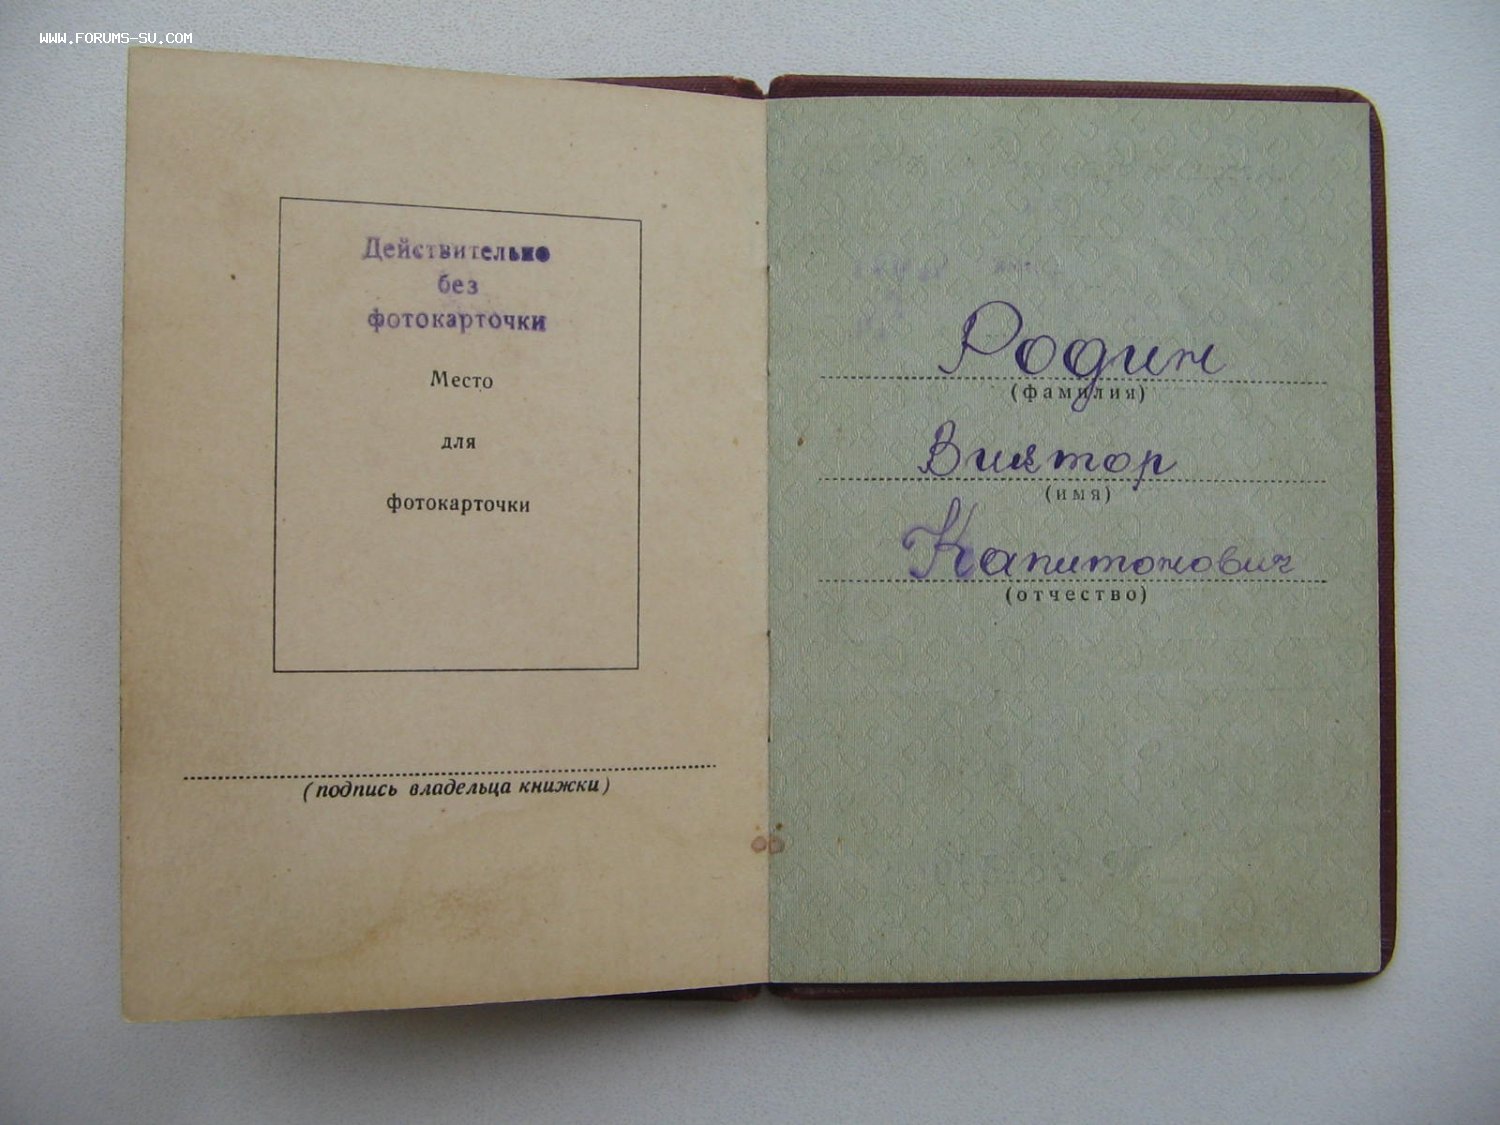 WWW.FORUMS-SU.COM
Действительно
без
фотокарточки
Место
для
фотокарточки
(подпись владельца книжки)
Родин
(фамилия)
Виктор
(имя)
Капитонович
(отчество)